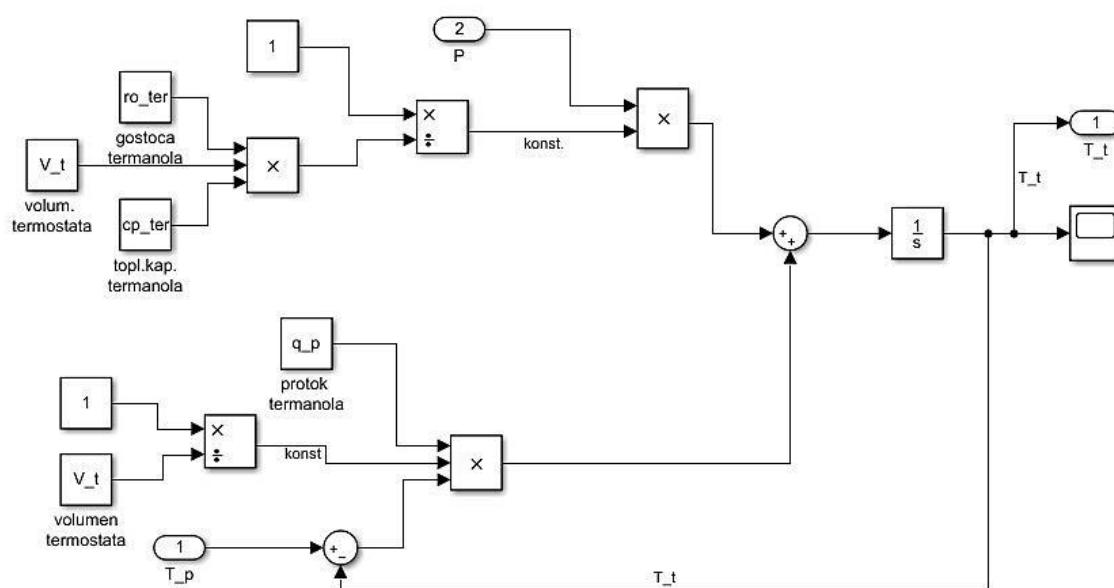 1
2
P
ro_ter
gostoca
termanola
V_t
volum.
termostata
cp_ter
topl.kap.
termanola
×
×
÷
konst.
×
+
+
1
s
T_t
1
T_t
q_p
protok
termanola
1
V_t
volumen
termostata
×
÷
konst
×
1
T_p
+
−
T_t